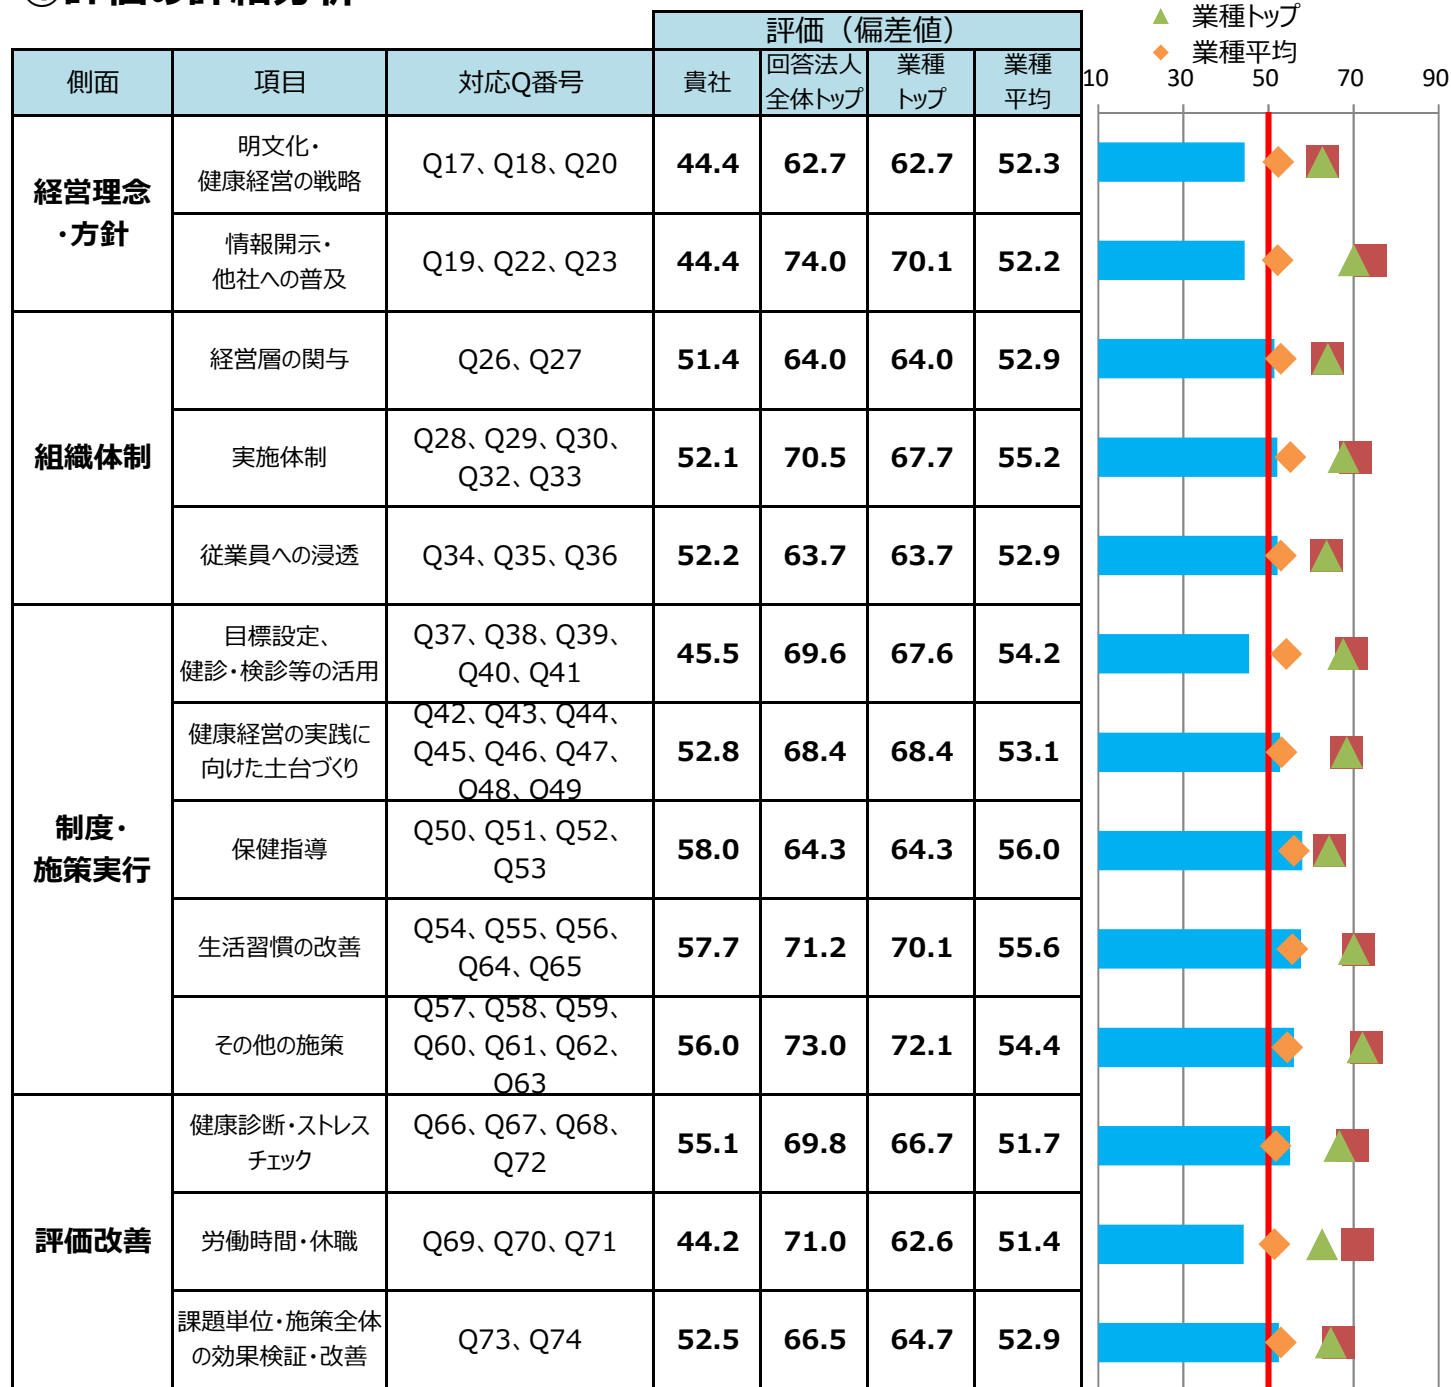 ①評価の詳細分析
評価（偏差値）
▲ 業種トップ
◆ 業種平均
側面 項目 対応Q番号 貴社 回答法人 業種 業種
全体トップ トップ 平均
10 30 50 70 90
経営理念
・方針
明文化・
健康経営の戦略
Q17、Q18、Q20 44.4 62.7 62.7 52.3
情報開示・
他社への普及
Q19、Q22、Q23 44.4 74.0 70.1 52.2
組織体制
経営層の関与 Q26、Q27 51.4 64.0 64.0 52.9
実施体制
Q28、Q29、Q30、
Q32、Q33
52.1 70.5 67.7 55.2
従業員への浸透 Q34、Q35、Q36 52.2 63.7 63.7 52.9
制度・
施策実行
目標設定、
健診・検診等の活用
Q37、Q38、Q39、
Q40、Q41
45.5 69.6 67.6 54.2
健康経営の実践に
向けた土台づくり
Q42、Q43、Q44、
Q45、Q46、Q47、
Q48、Q49
52.8 68.4 68.4 53.1
保健指導
Q50、Q51、Q52、
Q53
58.0 64.3 64.3 56.0
生活習慣の改善
Q54、Q55、Q56、
Q64、Q65
57.7 71.2 70.1 55.6
その他の施策
Q57、Q58、Q59、
Q60、Q61、Q62、
Q63
56.0 73.0 72.1 54.4
評価改善
健康診断・ストレス
チェック
Q66、Q67、Q68、
Q72
55.1 69.8 66.7 51.7
労働時間・休職 Q69、Q70、Q71 44.2 71.0 62.6 51.4
課題単位・施策全体
の効果検証・改善
Q73、Q74 52.5 66.5 64.7 52.9